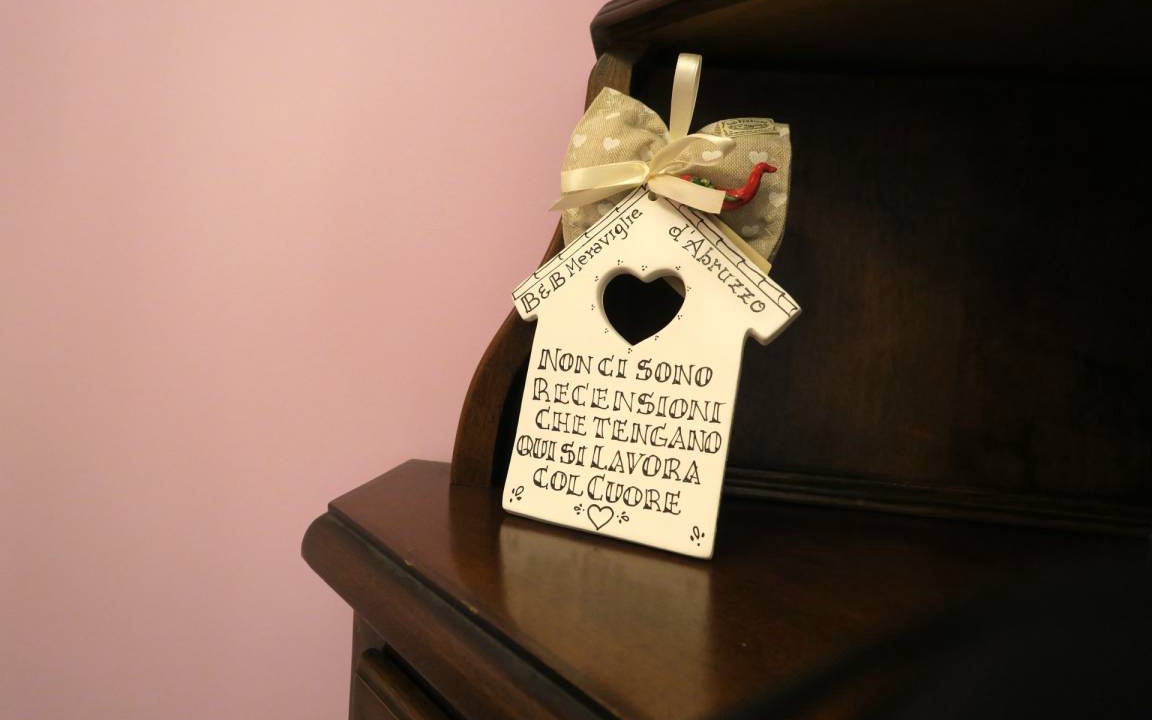 B&B Meraviglie
d'Abruzzo
NON CI SONO
RECENSIONI
CHE TENGANO
QUI SI LAVORA
COL CUORE